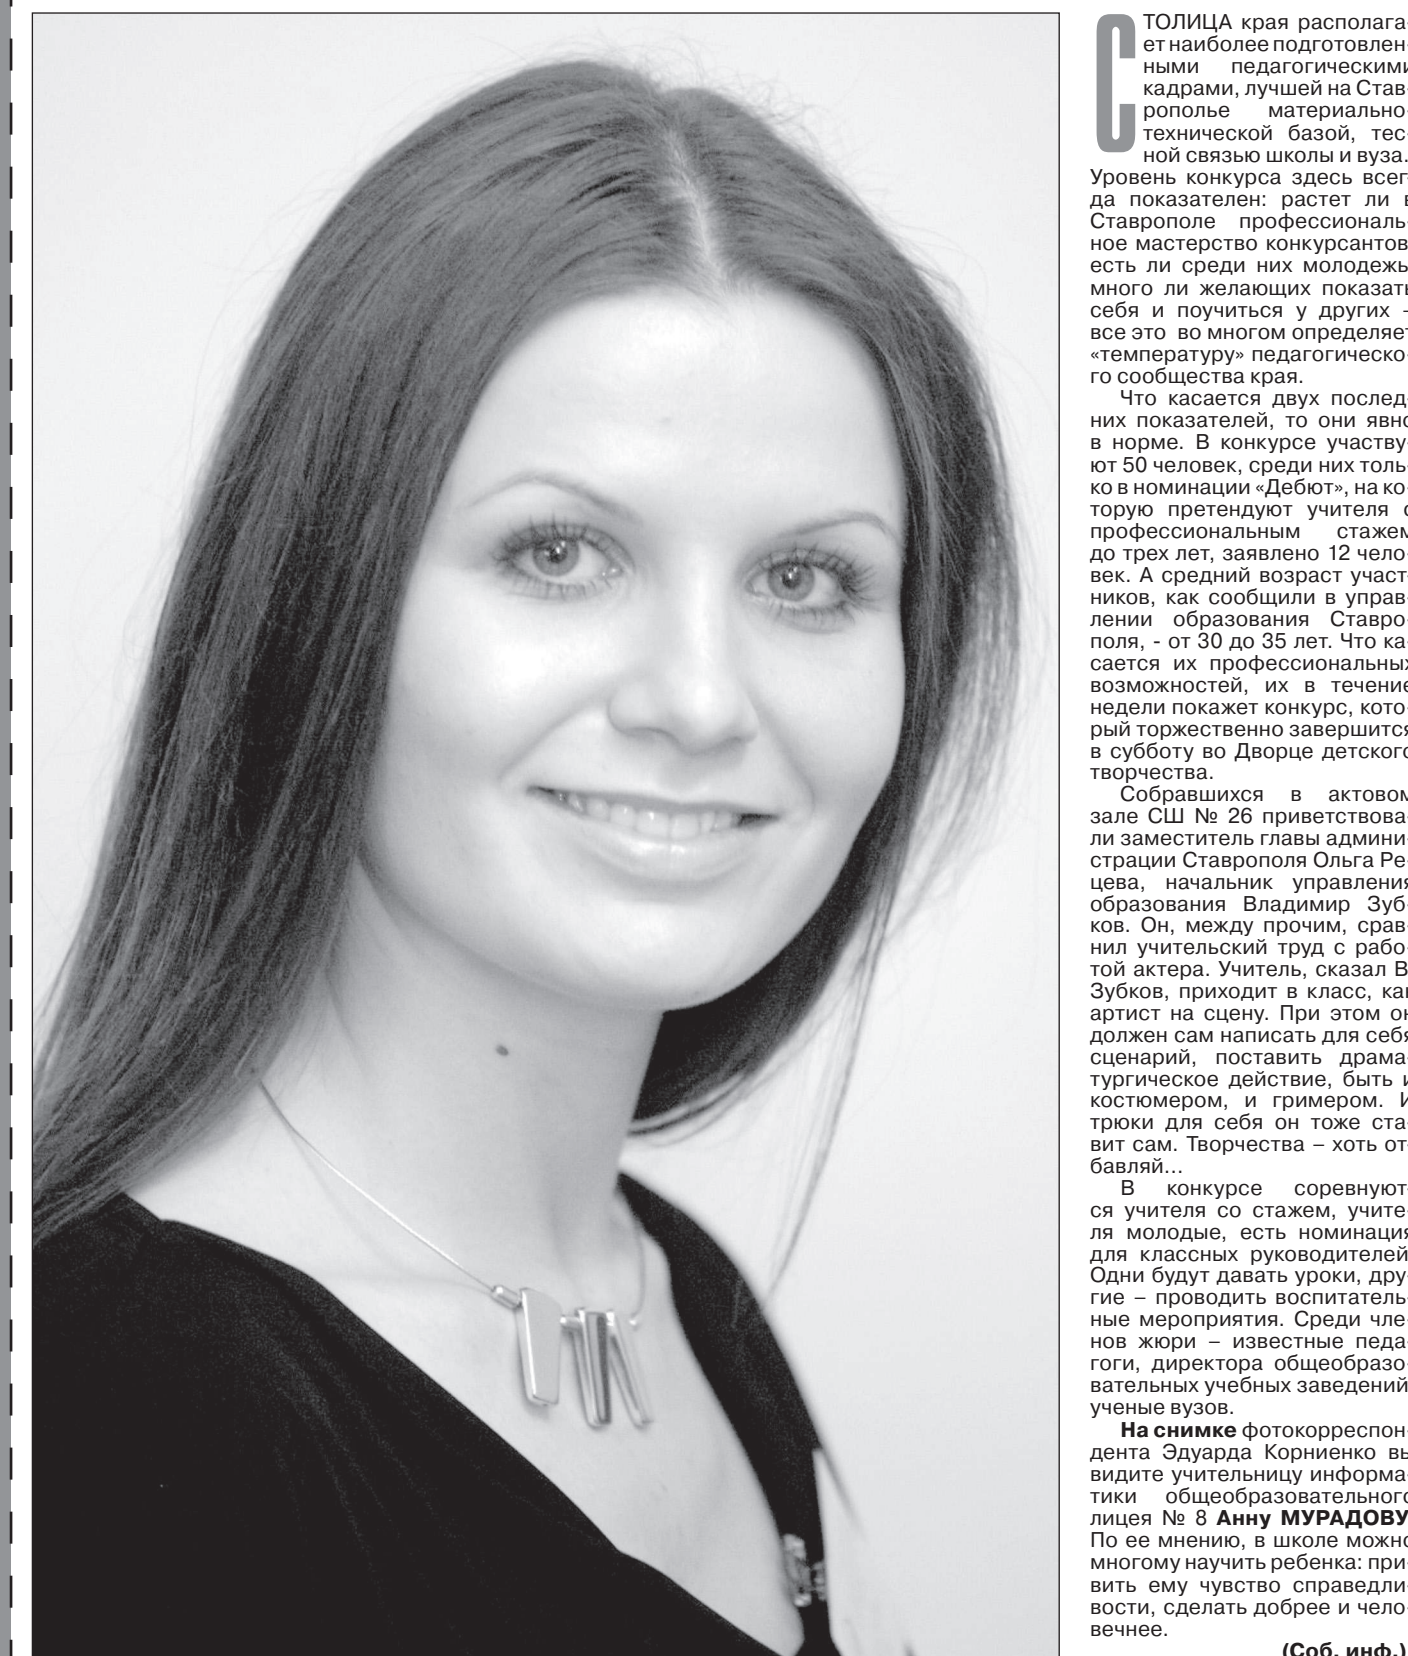 СТОЛИЦА края располага-
ет наиболее подготовлен-
ными педагогическими
кадрами, лучшей на Став-
рополье материально-
технической базой, тес-
ной связью школы и вуза.
Уровень конкурса здесь всег-
да показателен: растет ли в
Ставрополе профессиональ-
ное мастерство конкурсантов,
есть ли среди них молодежь,
много ли желающих показать
себя и поучиться у других –
все это во многом определяет
«температуру» педагогическо-
го сообщества края.
Что касается двух послед-
них показателей, то они явно
в норме. В конкурсе участву-
ют 50 человек, среди них толь-
ко в номинации «Дебют», на ко-
торую претендуют учителя с
профессиональным стажем
до трех лет, заявлено 12 чело-
век. А средний возраст участ-
ников, как сообщили в управ-
лении образования Ставро-
поля, - от 30 до 35 лет. Что ка-
сается их профессиональных
возможностей, их в течение
недели покажет конкурс, кото-
рый торжественно завершится
в субботу во Дворце детского
творчества.
Собравшихся в актовом
зале СШ № 26 приветствова-
ли заместитель главы админи-
страции Ставрополя Ольга Ре-
цева, начальник управления
образования Владимир Зуб-
ков. Он, между прочим, срав-
нил учительский труд с рабо-
той актера. Учитель, сказал В.
Зубков, приходит в класс, как
артист на сцену. При этом он
должен сам написать для себя
сценарий, поставить драма-
тургическое действие, быть и
костюмером, и гримером. И
трюки для себя он тоже ста-
вит сам. Творчества – хоть от-
бавляй...
В конкурсе соревнуют-
ся учителя со стажем, учите-
ля молодые, есть номинация
для классных руководителей.
Одни будут давать уроки, дру-
гие – проводить воспитатель-
ные мероприятия. Среди чле-
нов жюри – известные педа-
гоги, директора общеобразо-
вательных учебных заведений,
ученые вузов.
На снимке фотокорреспон-
дента Эдуарда Корниенко вы
видите учительницу информа-
тики общеобразовательного
лицея № 8 Анну МУРАДОВУ.
По ее мнению, в школе можно
многому научить ребенка: при-
вить ему чувство справедли-
вости, сделать добрее и чело-
вечнее.
(Соб. инф.)